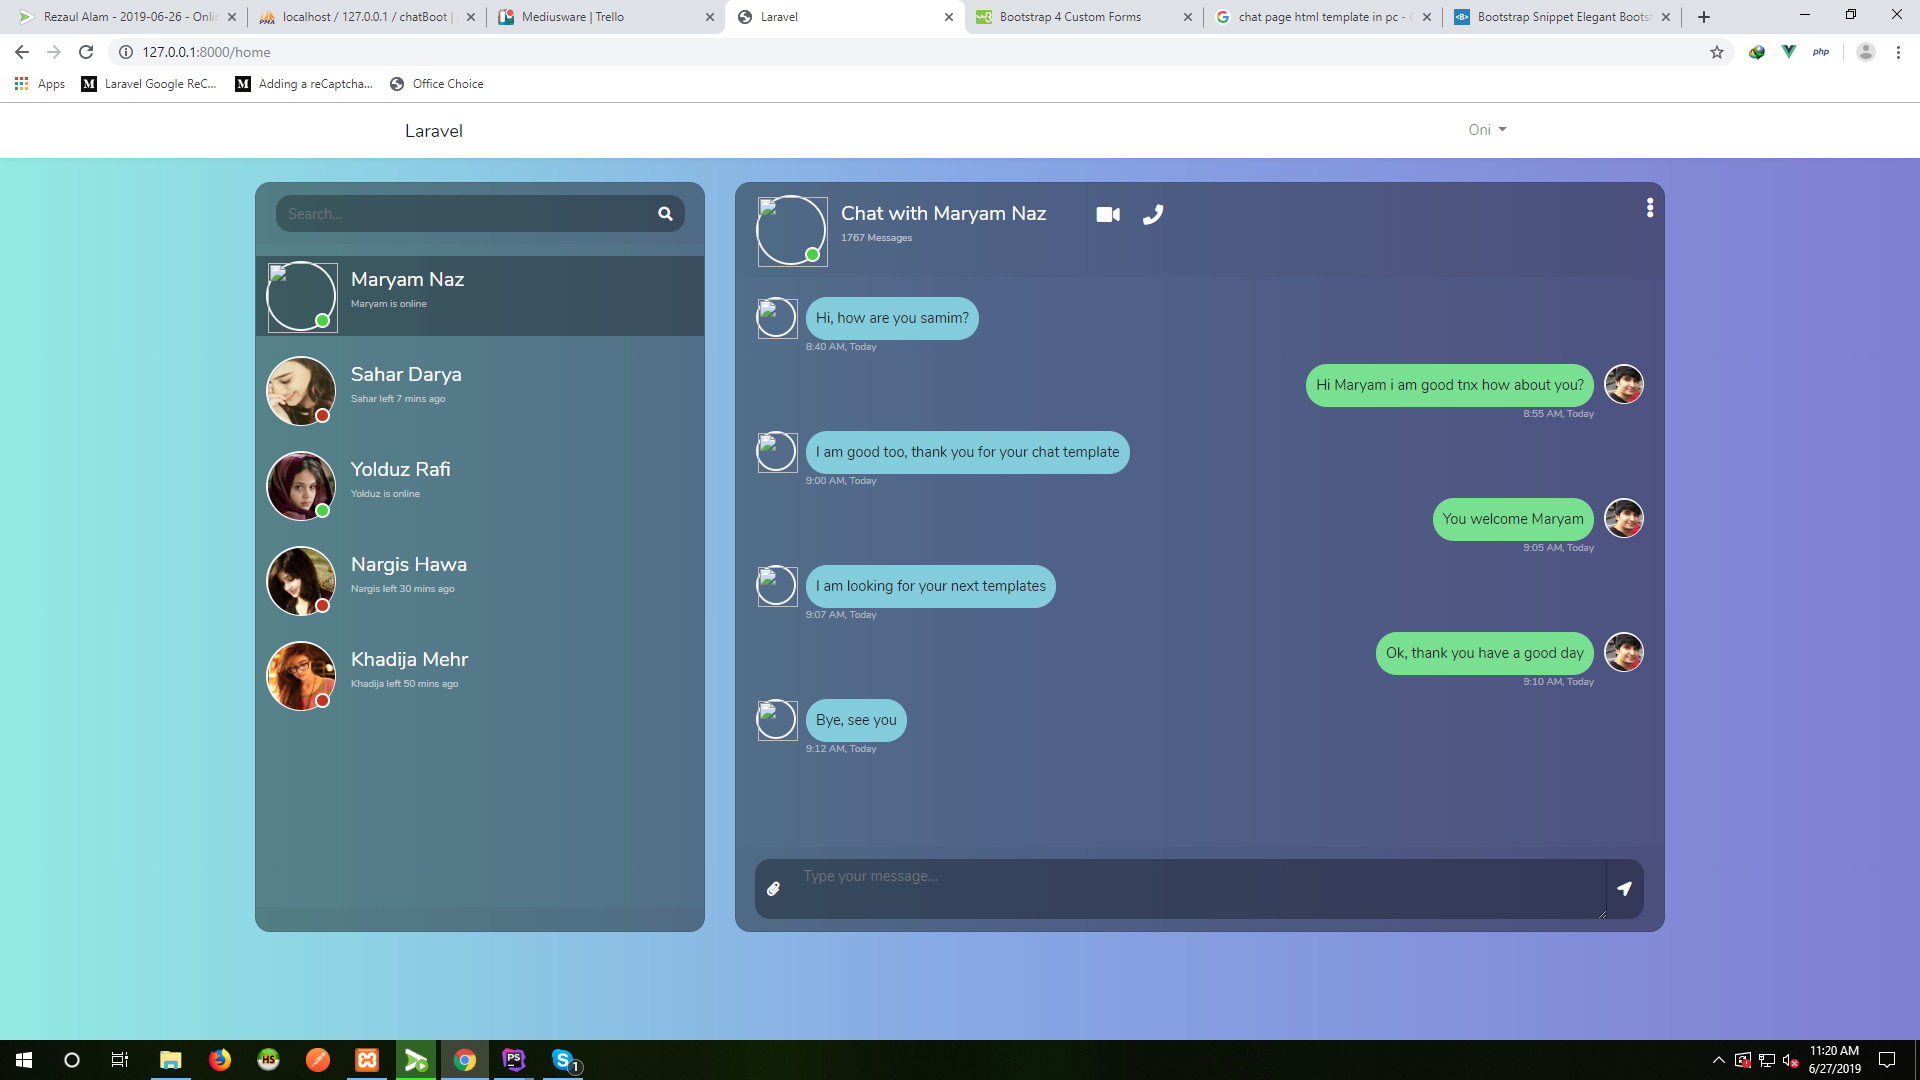 Rezaul Alam - 2019-06-26 - Onli
localhost / 127.0.0.1 / chatBoot |
Mediusware | Trello
Laravel
Bootstrap 4 Custom Forms
chat page html template in pc - G
Bootstrap Snippet Elegant Bootst
127.0.0.1:8000/home
php
Apps
Laravel Google ReC...
Adding a reCaptcha...
Office Choice
Laravel
Oni
Search...
Maryam Naz
Maryam is online
Sahar Darya
Sahar left 7 mins ago
Yolduz Rafi
Yolduz is online
Nargis Hawa
Nargis left 30 mins ago
Khadija Mehr
Khadija left 50 mins ago
Chat with Maryam Naz
1767 Messages
Hi, how are you samim?
8:40 AM, Today
Hi Maryam i am good tnx how about you?
8:55 AM, Today
I am good too, thank you for your chat template
9:00 AM, Today
You welcome Maryam
9:05 AM, Today
I am looking for your next templates
9:07 AM, Today
Ok, thank you have a good day
9:10 AM, Today
Bye, see you
9:12 AM, Today
Type your message...
11:20 AM
6/27/2019